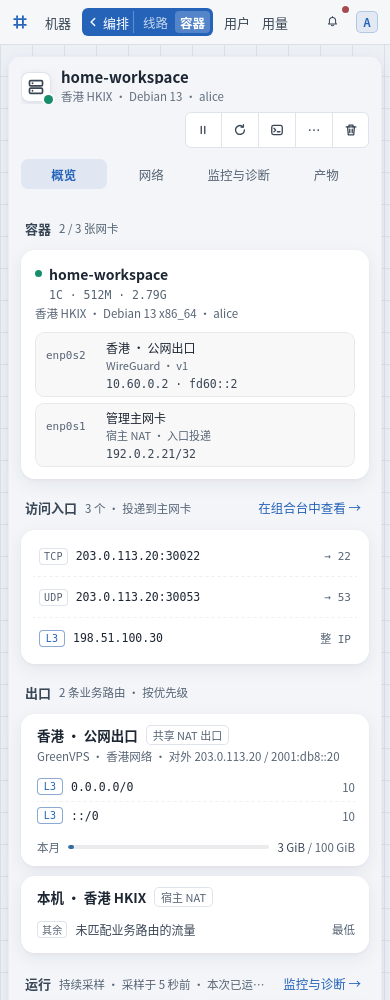 机器 编排 线路 容器 用户 用量 A
home-workspace
香港 HKIX • Debian 13 • alice
概览 网络 监控与诊断 产物
容器 2 / 3 张网卡
home-workspace
1C · 512M · 2.79G
香港 HKIX • Debian 13 x86_64 • alice
enp0s2 香港 • 公网出口
WireGuard • v1
10.60.0.2 · fd60::2
enp0s1 管理主网卡
宿主 NAT • 入口投递
192.0.2.21/32
访问入口 3 个 • 投递到主网卡 在组合台中查看 →
TCP 203.0.113.20:30022 → 22
UDP 203.0.113.20:30053 → 53
L3 198.51.100.30 整 IP
出口 2 条业务路由 • 按优先级
香港 • 公网出口 共享 NAT 出口
GreenVPS • 香港网络 • 对外 203.0.113.20 / 2001:db8::20
L3 0.0.0.0/0 10
L3 ::/0 10
本月 3 GiB / 100 GiB
本机 • 香港 HKIX 宿主 NAT
其余 未匹配业务路由的流量 最低
运行 持续采样 • 采样于 5 秒前 • 本次已运… 监控与诊断 →